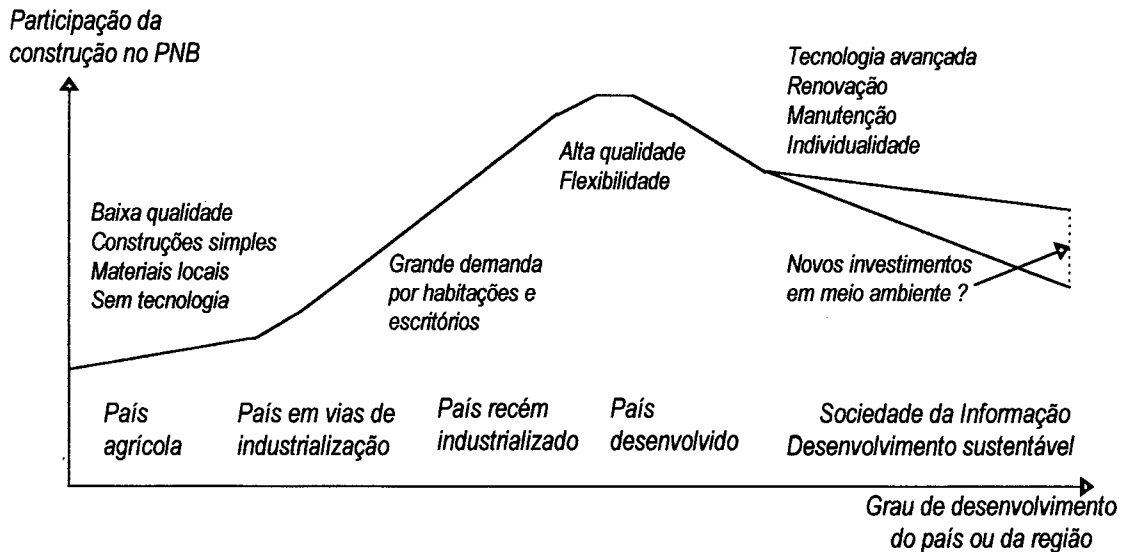 Participação da
construção no PNB
Tecnologia avançada
Renovação
Manutenção
Individualidade
Alta qualidade
Flexibilidade
Baixa qualidade
Construções simples
Materiais locais
Sem tecnologia
Grande demanda
por habitações e
escritórios
Novos investimentos
em meio ambiente ?
País
agrícola
País em vias de
industrialização
País recém
industrializado
País
desenvolvido
Sociedade da Informação
Desenvolvimento sustentável
Grau de desenvolvimento
do país ou da região